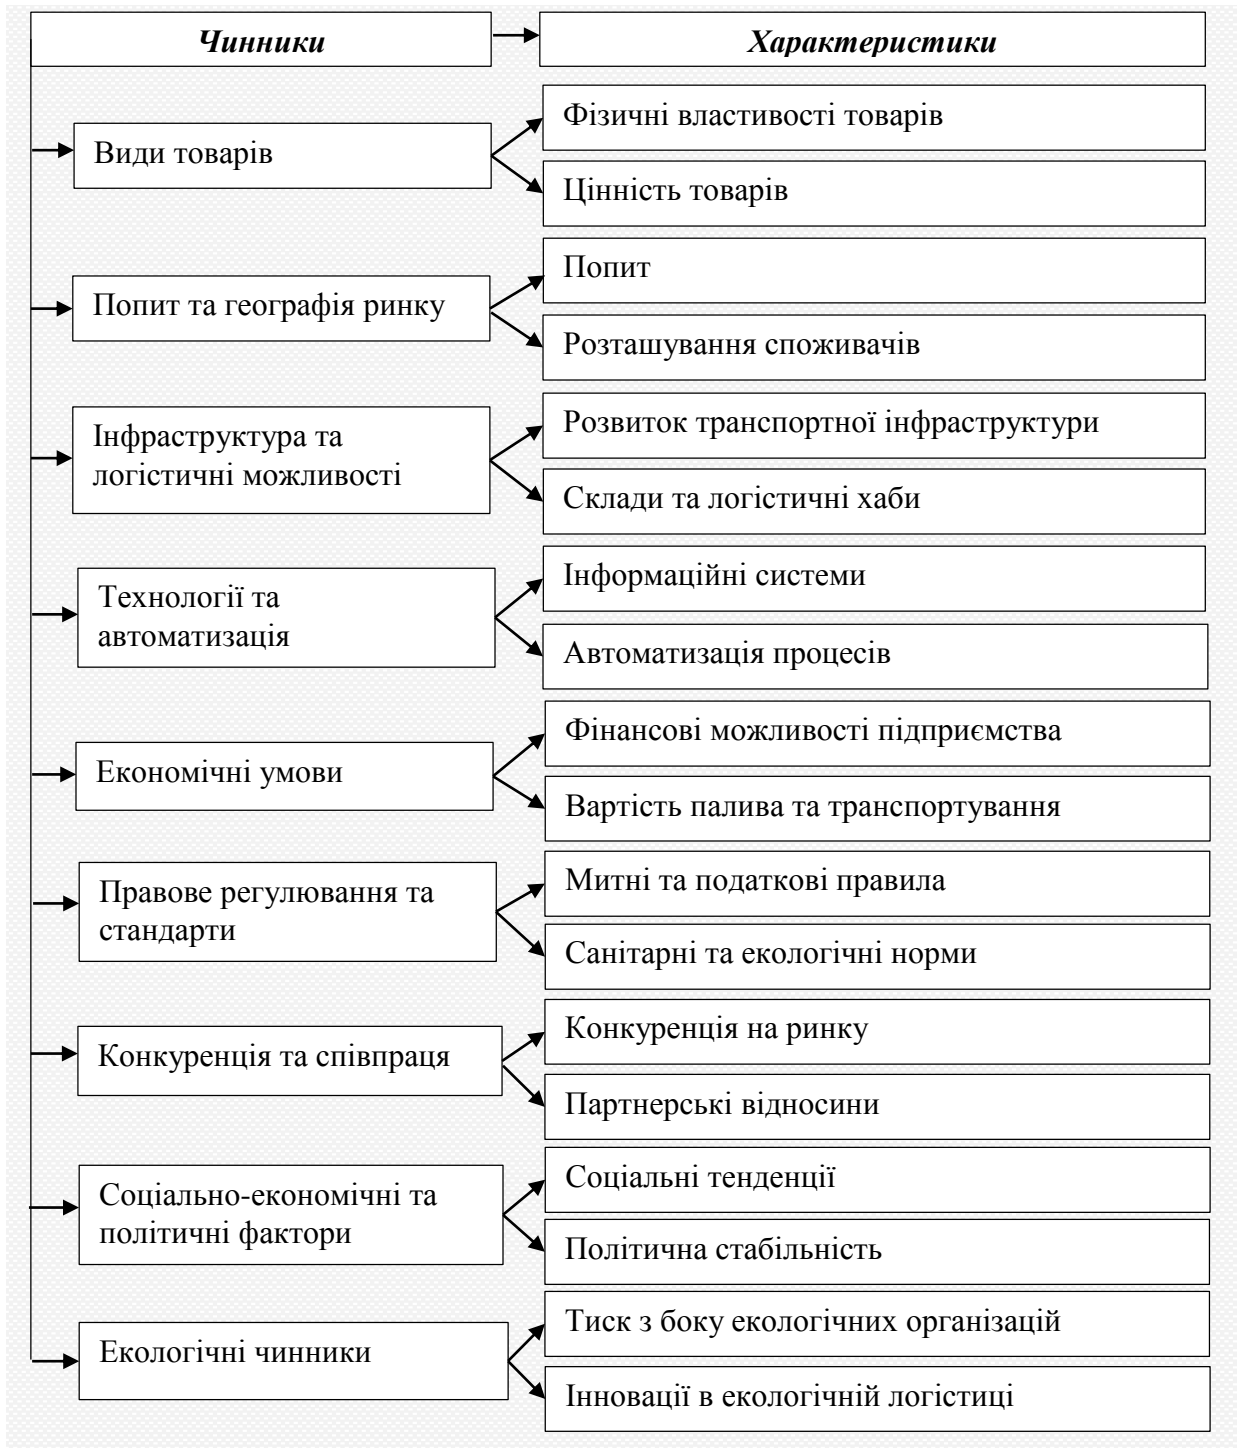 Чинники
Характеристики
Види товарів
Фізичні властивості товарів
Цінність товарів
Попит та географія ринку
Попит
Розташування споживачів
Інфраструктура та
логістичні можливості
Розвиток транспортної інфраструктури
Склади та логістичні хаби
Технології та
автоматизація
Інформаційні системи
Автоматизація процесів
Економічні умови
Фінансові можливості підприємства
Вартість палива та транспортування
Правове регулювання та
стандарти
Митні та податкові правила
Санітарні та екологічні норми
Конкуренція та співпраця
Конкуренція на ринку
Партнерські відносини
Соціально-економічні та
політичні фактори
Соціальні тенденції
Політична стабільність
Екологічні чинники
Тиск з боку екологічних організацій
Інновації в екологічній логістиці